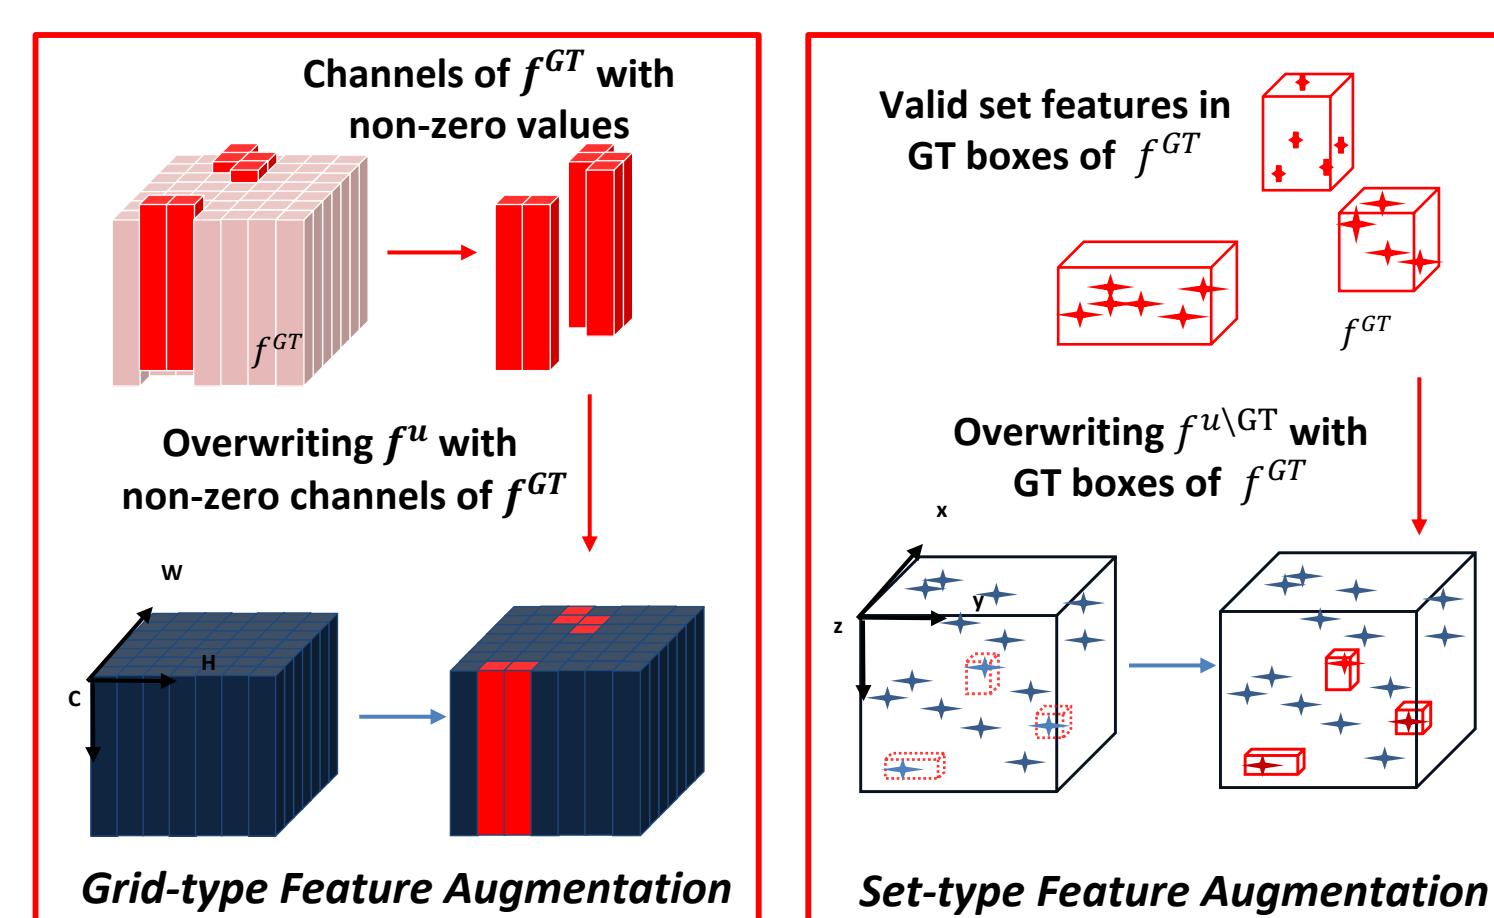 Channels of f^{GT} with
non-zero values
f^{GT}
Overwriting f^u with
non-zero channels of f^{GT}
W
H
C
Grid-type Feature Augmentation
Valid set features in
GT boxes of f^{GT}
f^{GT}
Overwriting f^{u\GT} with
GT boxes of f^{GT}
x
y
z
Set-type Feature Augmentation